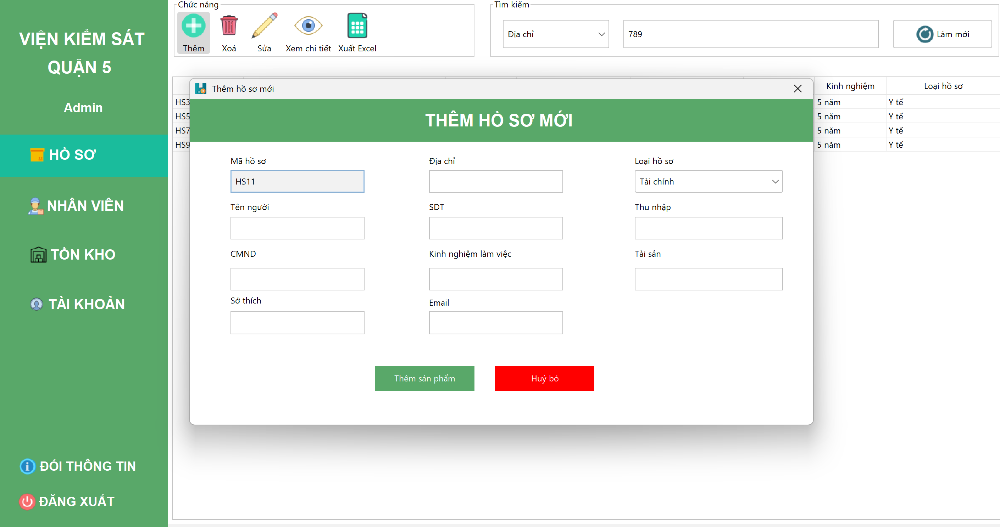 VIỆN KIỂM SÁT
QUẬN 5
Admin
HỒ SƠ
NHÂN VIÊN
TỒN KHO
TÀI KHOẢN
ĐỔI THÔNG TIN
ĐĂNG XUẤT
Chức năng
Thêm
Xoá
Sửa
Xem chi tiết
Xuất Excel
Tìm kiếm
Địa chỉ
789
Làm mới
Kinh nghiệm
Loại hồ sơ
HS3
5 năm
Y tế
HS5
5 năm
Y tế
HS7
5 năm
Y tế
HS9
5 năm
Y tế
Thêm hồ sơ mới
THÊM HỒ SƠ MỚI
Mã hồ sơ
Địa chỉ
Loại hồ sơ
HS11
Tài chính
Tên người
SDT
Thu nhập
CMND
Kinh nghiệm làm việc
Tài sản
Sở thích
Email
Thêm sản phẩm
Huỷ bỏ